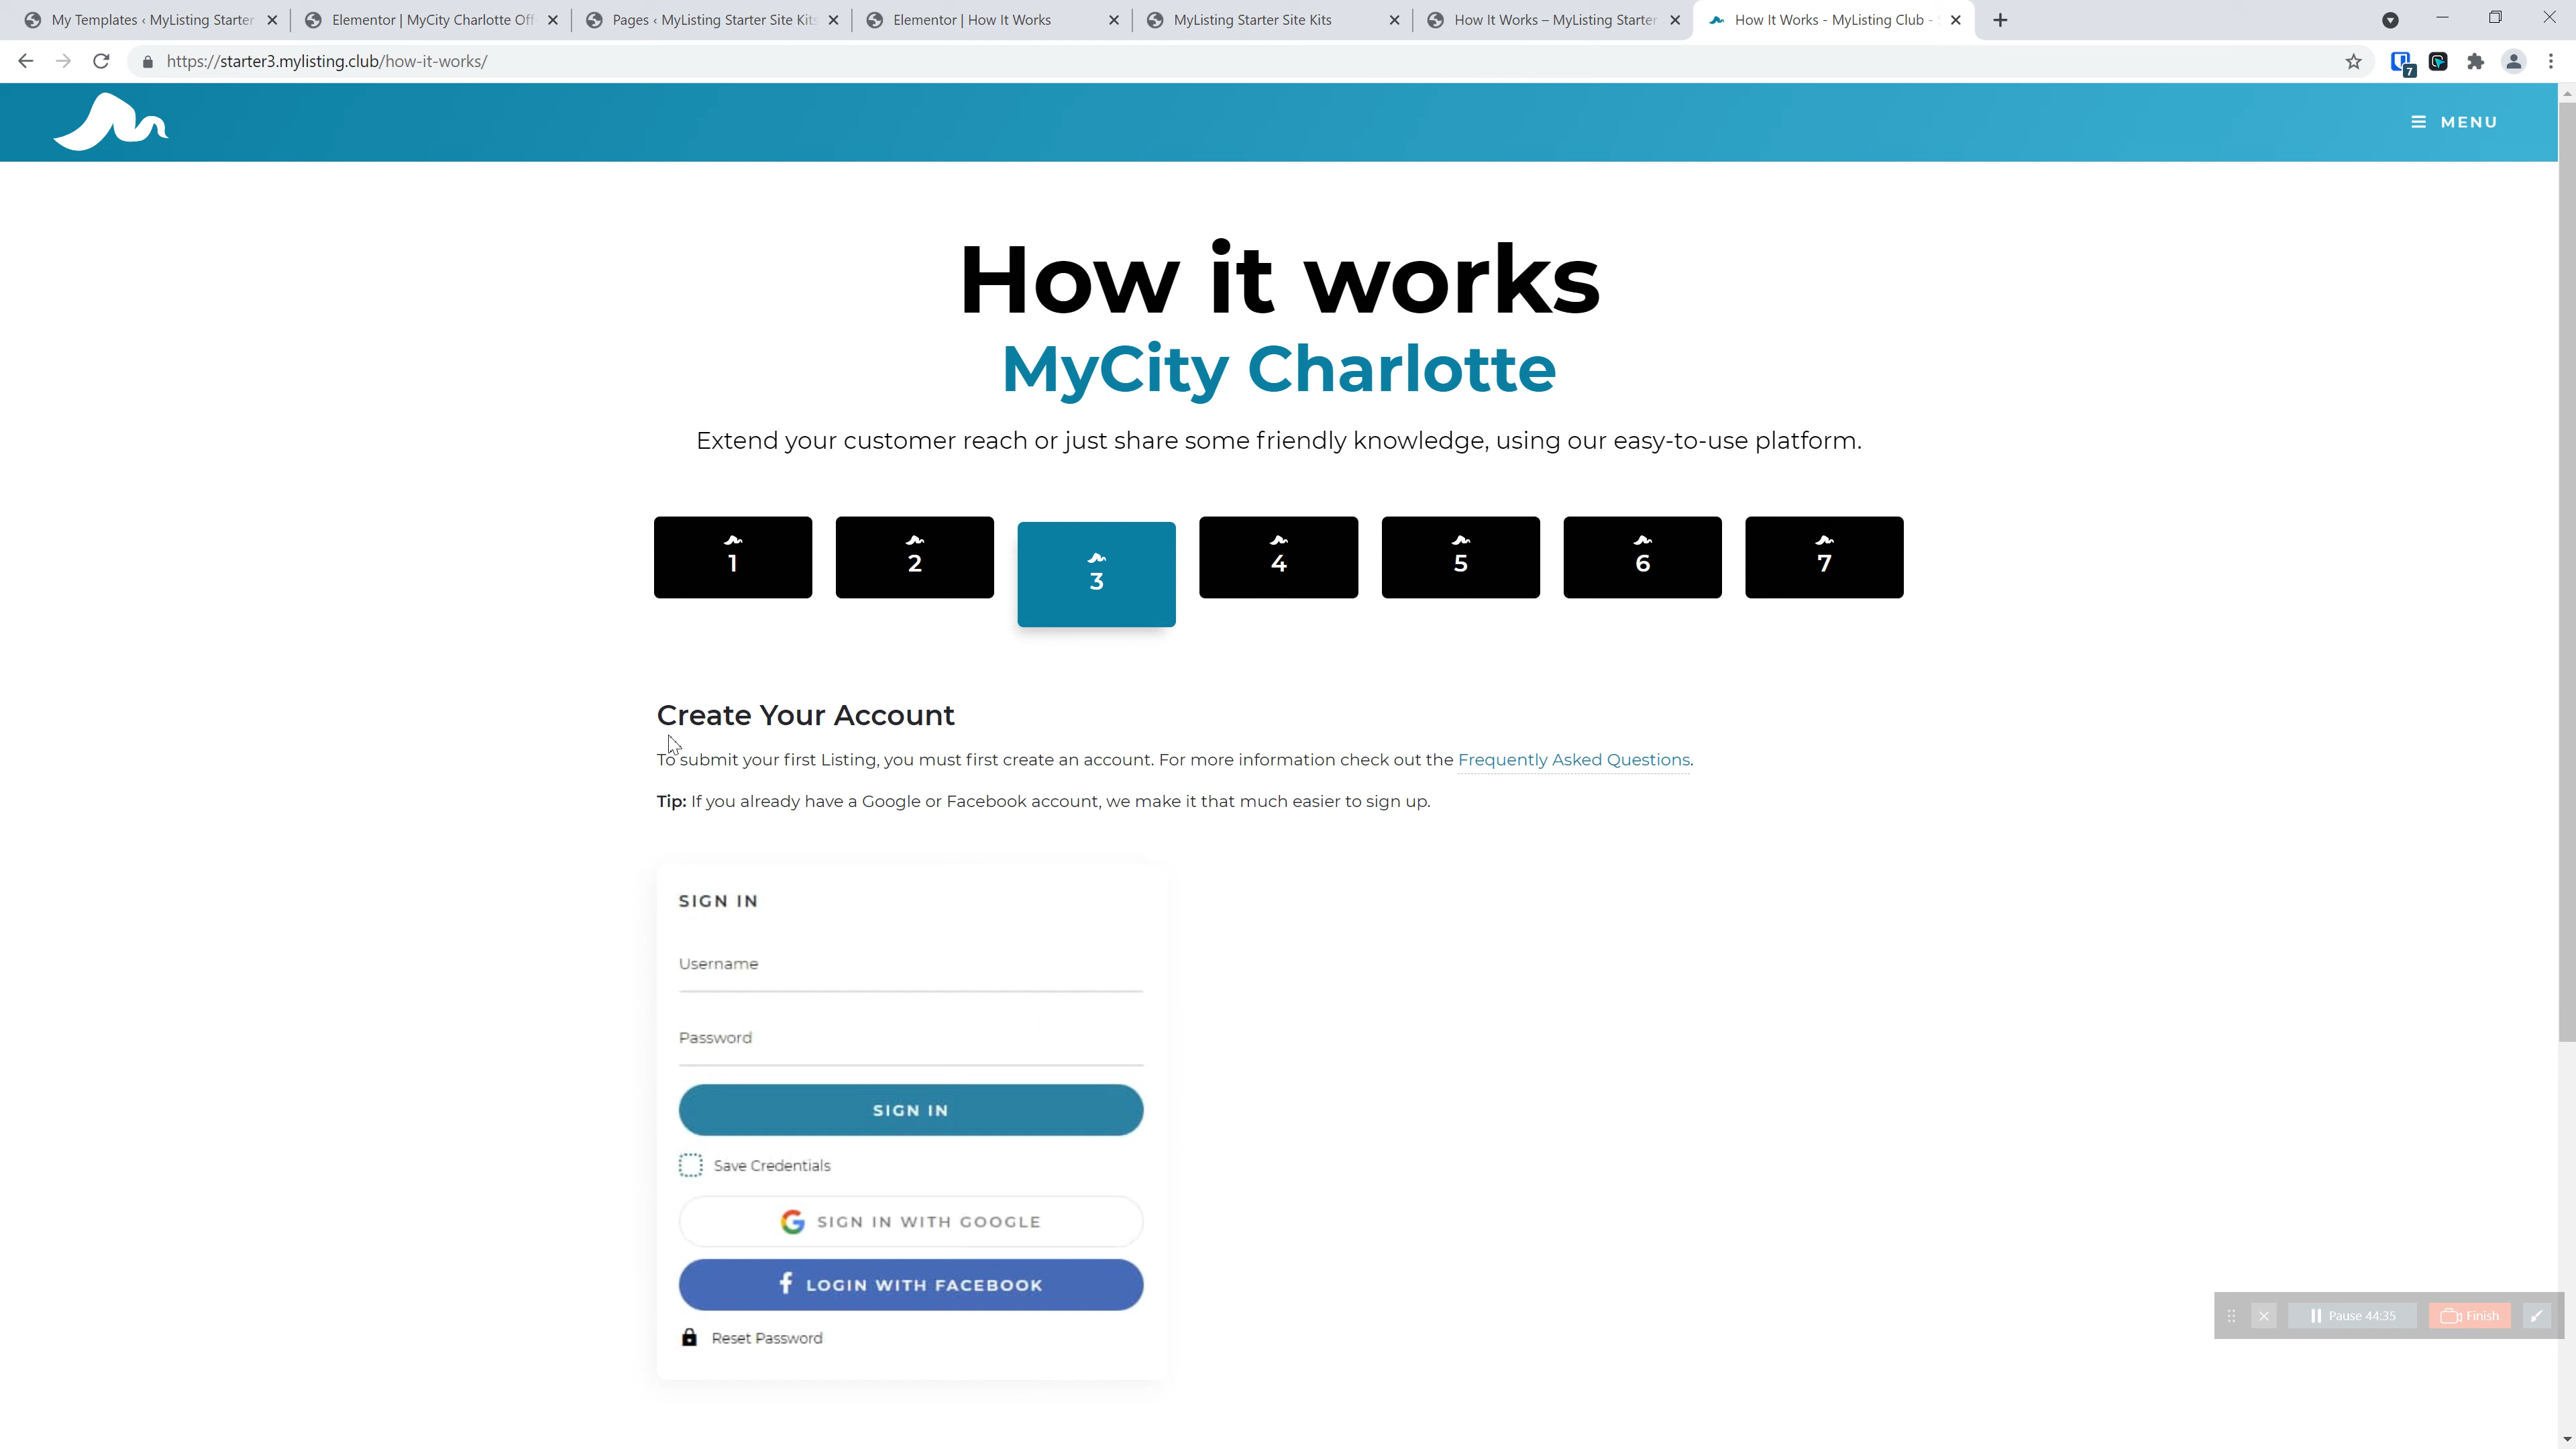 My Templates ‹ MyListing Starter
Elementor | MyCity Charlotte Off
Pages ‹ MyListing Starter Site Kits
Elementor | How It Works
MyListing Starter Site Kits
How It Works – MyListing Starter
How It Works - MyListing Club -
https://starter3.mylisting.club/how-it-works/
7
MENU
How it works
MyCity Charlotte
Extend your customer reach or just share some friendly knowledge, using our easy-to-use platform.
1 2 3 4 5 6 7
Create Your Account
To submit your first Listing, you must first create an account. For more information check out the Frequently Asked Questions.
Tip: If you already have a Google or Facebook account, we make it that much easier to sign up.
SIGN IN
Username
Password
SIGN IN
Save Credentials
SIGN IN WITH GOOGLE
LOGIN WITH FACEBOOK
Reset Password
Pause 44:35
Finish